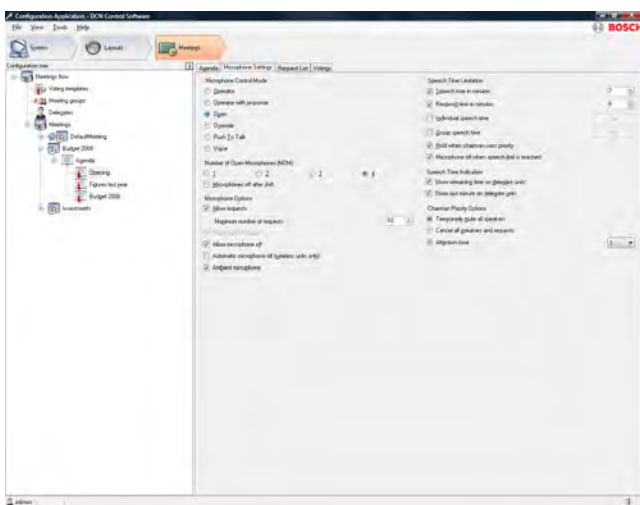 Configuration Application - DCN Control Software
File View Tools Help
BOSCH
System Layouts Meetings
Configuration tree
Agenda Microphone Settings Request List Votings
Meetings flow
Voting templates
Meeting groups
Delegates
Meetings
DefaultMeeting
Budget 2008
Agenda
Opening
Figures last year
Budget 2008
Investments
Microphone Control Mode
Operator
Operator with response
Open
Override
Push To Talk
Voice
Number of Open Microphones (NOM)
1 2 3 4
Microphones off after shift
Microphone Options
Allow requests
Maximum number of requests 10
Allow microphone off
Automatic microphone off (wireless units only)
Ambient microphone
Speech Time Limitation
Speech time in minutes
Respond time in minutes
Individual speech time
Group speech time
Hold when chairman uses priority
Microphone off when speech limit is reached
Speech Time Indication
Show remaining time on delegate units
Show last minute on delegate units
Chairman Priority Options
Temporarily mute all speakers
Cancel all speakers and requests
Attention tone
admin